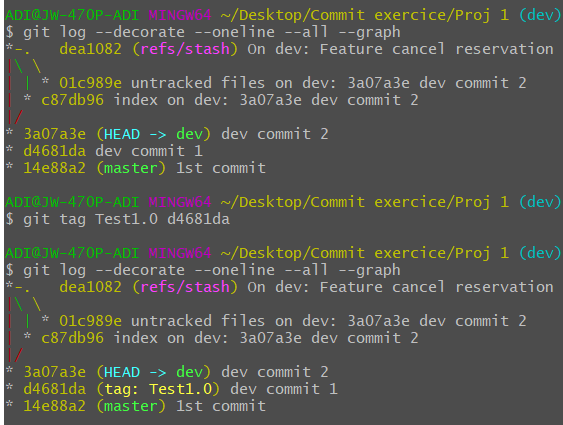 ADI@JW-470P-ADI MINGW64 ~/Desktop/Commit exercice/Proj 1 (dev)
$ git log --decorate --oneline --all --graph
*-.   dea1082 (refs/stash) On dev: Feature cancel reservation
|\ \
| | * 01c989e untracked files on dev: 3a07a3e dev commit 2
| * c87db96 index on dev: 3a07a3e dev commit 2
|/
* 3a07a3e (HEAD -> dev) dev commit 2
* d4681da dev commit 1
* 14e88a2 (master) 1st commit
ADI@JW-470P-ADI MINGW64 ~/Desktop/Commit exercice/Proj 1 (dev)
$ git tag Test1.0 d4681da
ADI@JW-470P-ADI MINGW64 ~/Desktop/Commit exercice/Proj 1 (dev)
$ git log --decorate --oneline --all --graph
*-.   dea1082 (refs/stash) On dev: Feature cancel reservation
|\ \
| | * 01c989e untracked files on dev: 3a07a3e dev commit 2
| * c87db96 index on dev: 3a07a3e dev commit 2
|/
* 3a07a3e (HEAD -> dev) dev commit 2
* d4681da (tag: Test1.0) dev commit 1
* 14e88a2 (master) 1st commit